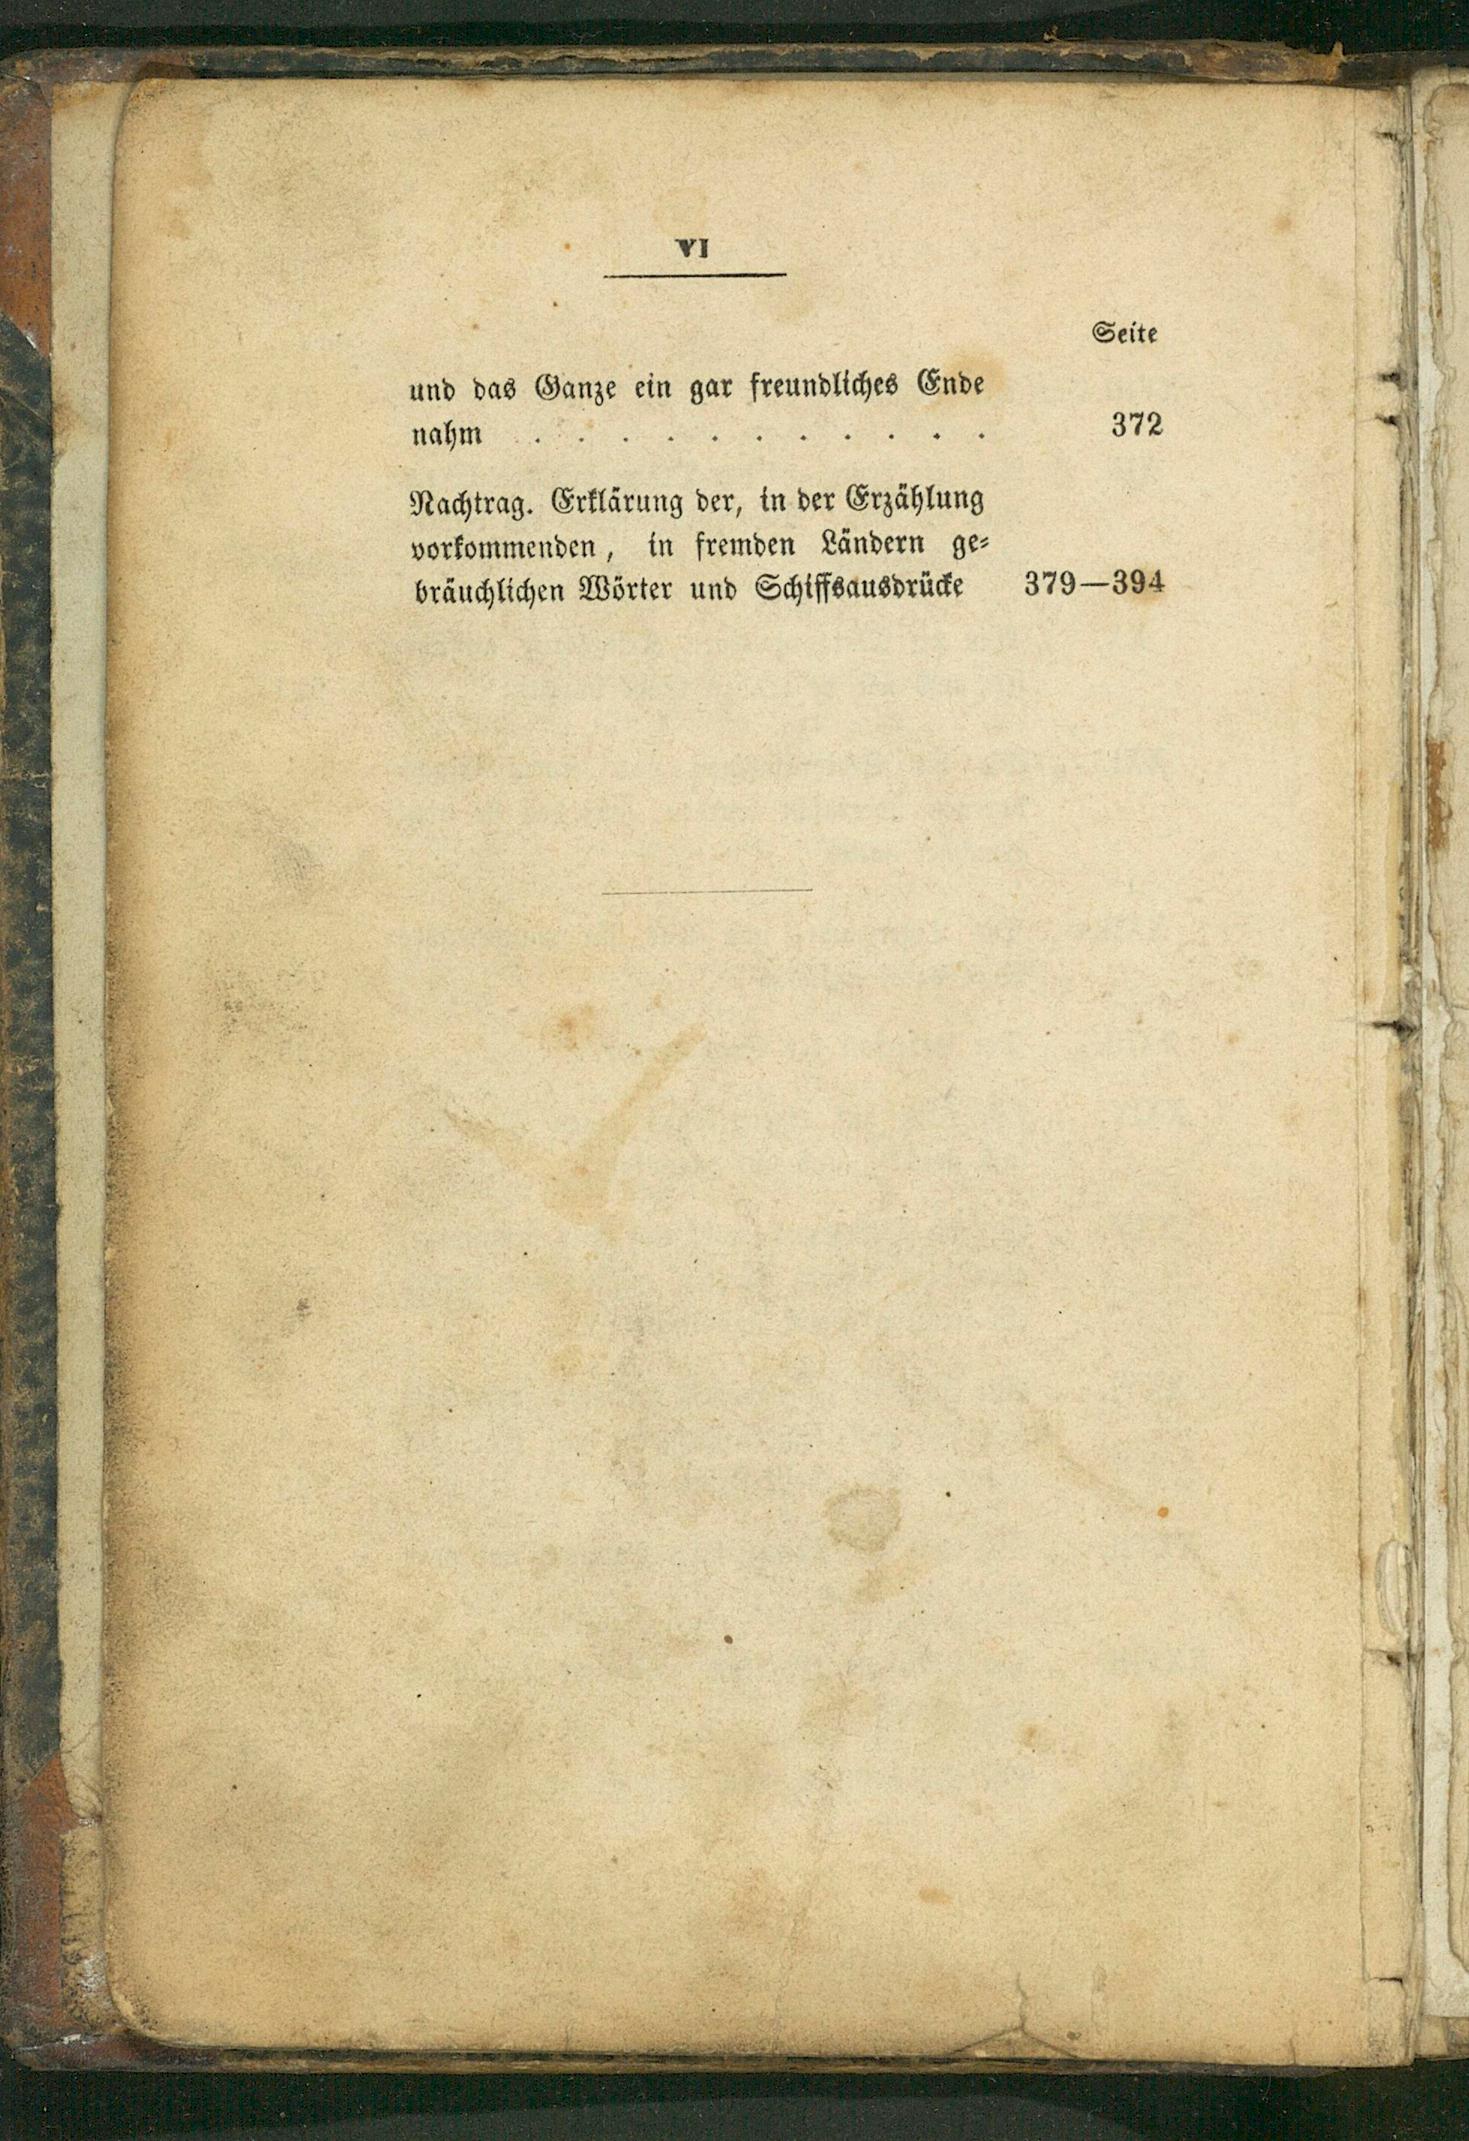 VI
Seite
und das Ganze ein gar freundliches Ende
nahm . . . . . . . . . . . 372
Nachtrag. Erklärung der, in der Erzählung
vorkommenden, in fremden Ländern ge-
bräuchlichen Wörter und Schiffsausdrücke 379—394